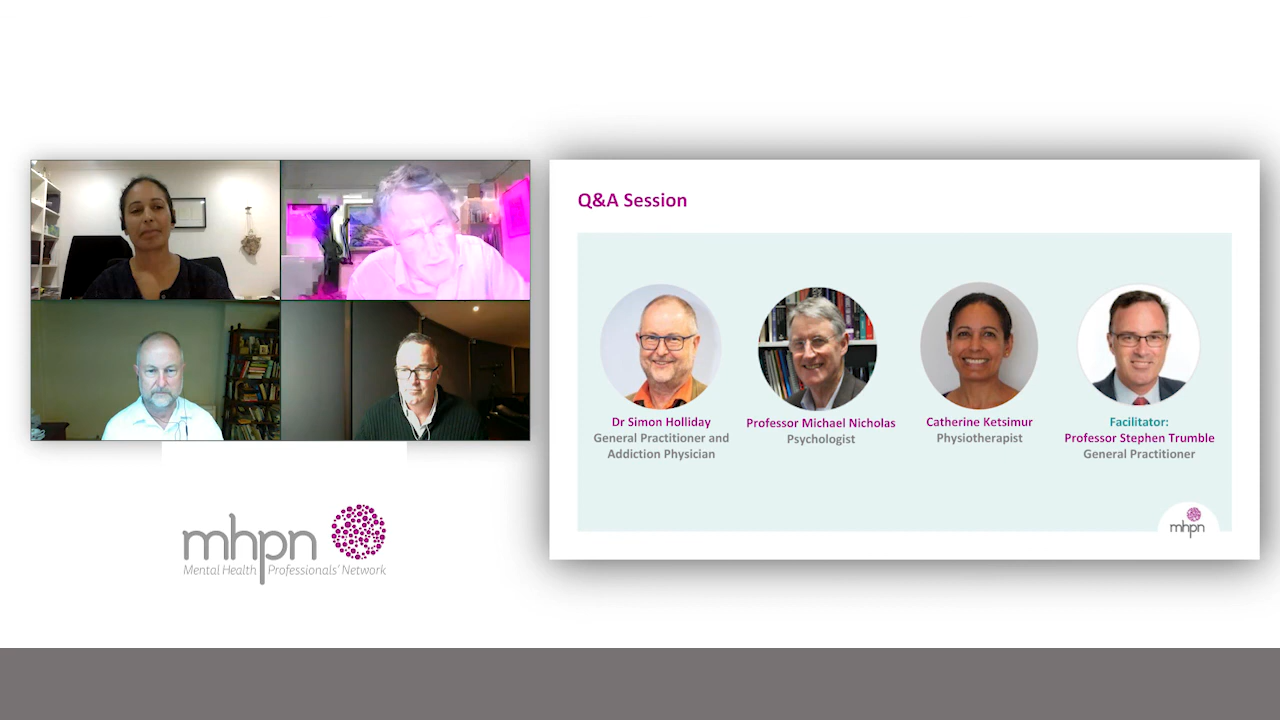 Q&A Session
Dr Simon Holliday
General Practitioner and
Addiction Physician
Professor Michael Nicholas
Psychologist
Catherine Ketsimur
Physiotherapist
Facilitator:
Professor Stephen Trumble
General Practitioner
mhpn
mhpn
Mental Health Professionals' Network